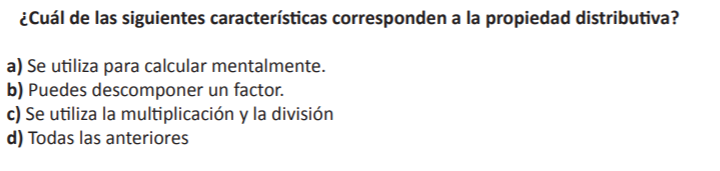 ¿Cuál de las siguientes características corresponden a la propiedad distributiva?
a) Se utiliza para calcular mentalmente.
b) Puedes descomponer un factor.
c) Se utiliza la multiplicación y la división
d) Todas las anteriores